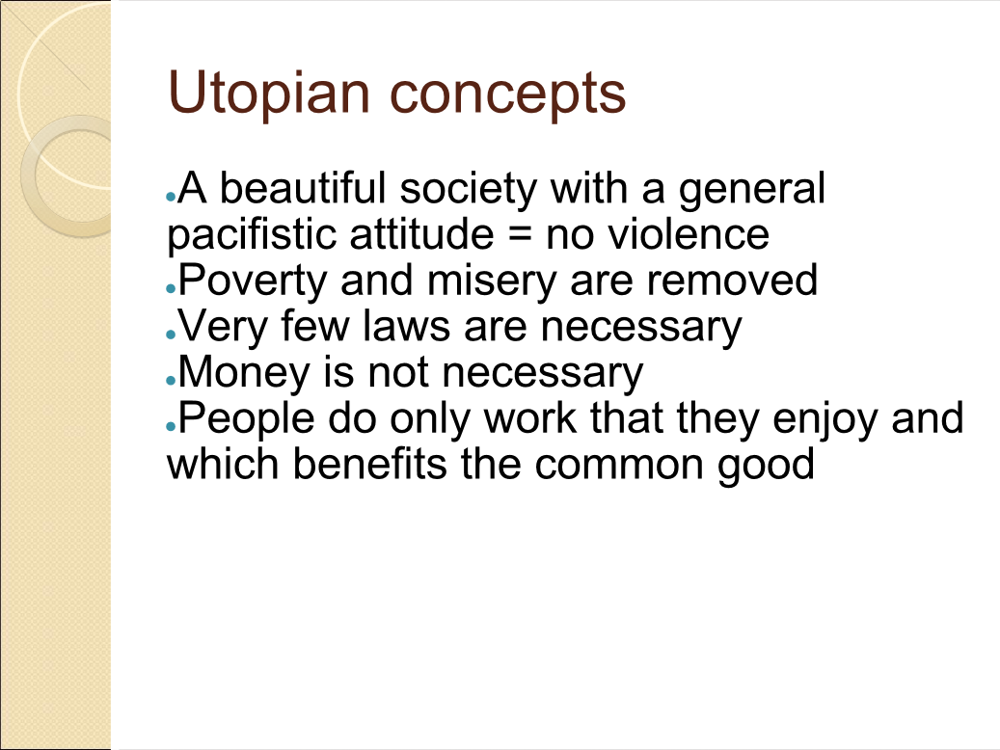 Utopian concepts
●A beautiful society with a general
pacifistic attitude = no violence
●Poverty and misery are removed
●Very few laws are necessary
●Money is not necessary
●People do only work that they enjoy and
which benefits the common good